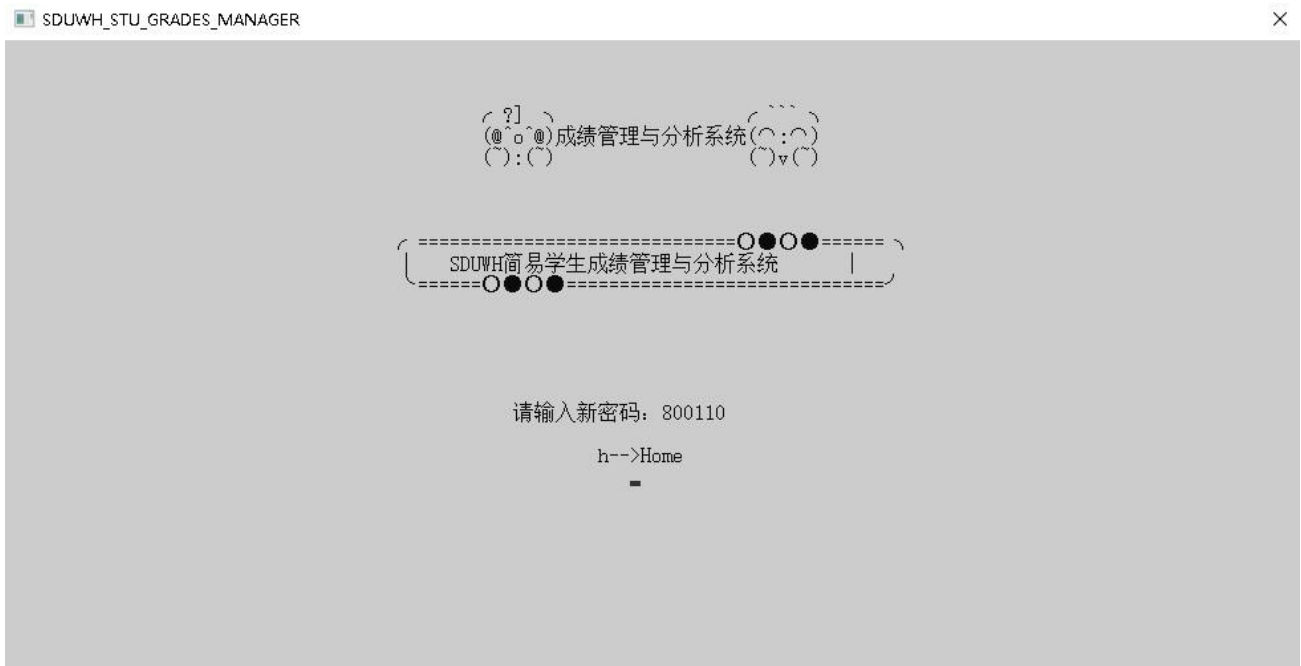 SDUWH_STU_GRADES_MANAGER
╭ ?] ╮ ╭ ``` ╮
(@^o^@)成绩管理与分析系统(⌒:⌒)
(~):(~) (~)v(~)
╭ ==============================○●○●====== ╮
│ SDUWH简易学生成绩管理与分析系统 │
╰======○●○●==============================╯
请输入新密码：800110
h-->Home